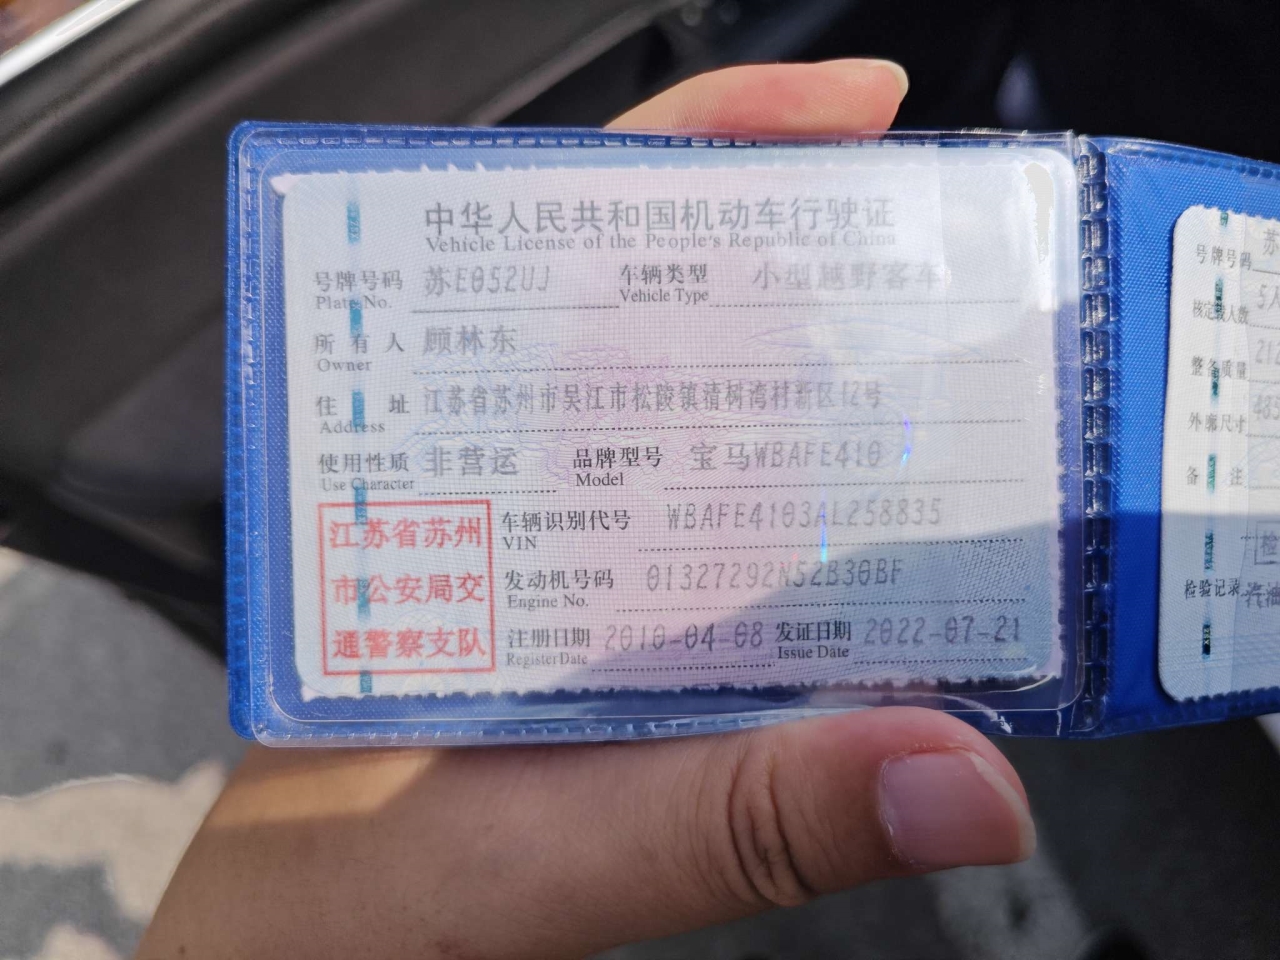 中华人民共和国机动车行驶证
Vehicle License of the People's Republic of China
号牌号码 苏E052UJ 车辆类型 小型越野客车
Plate No. Vehicle Type
所有人 顾林东
Owner
住址 江苏省苏州市吴江市松陵镇清树湾村新区42号
Address
使用性质 非营运 品牌型号 宝马WBAFE410
Use Character Model
江苏省苏州
市公安局交
通警察支队
车辆识别代号 WBAFE4103AL258835
VIN
发动机号码 01327292N52B30BF
Engine No.
注册日期 2010-04-08 发证日期 2022-07-21
Register Date Issue Date
号牌号码 苏
核定载人数 5人
整备质量 21
外廓尺寸 48
备注
检
检验记录 汽油